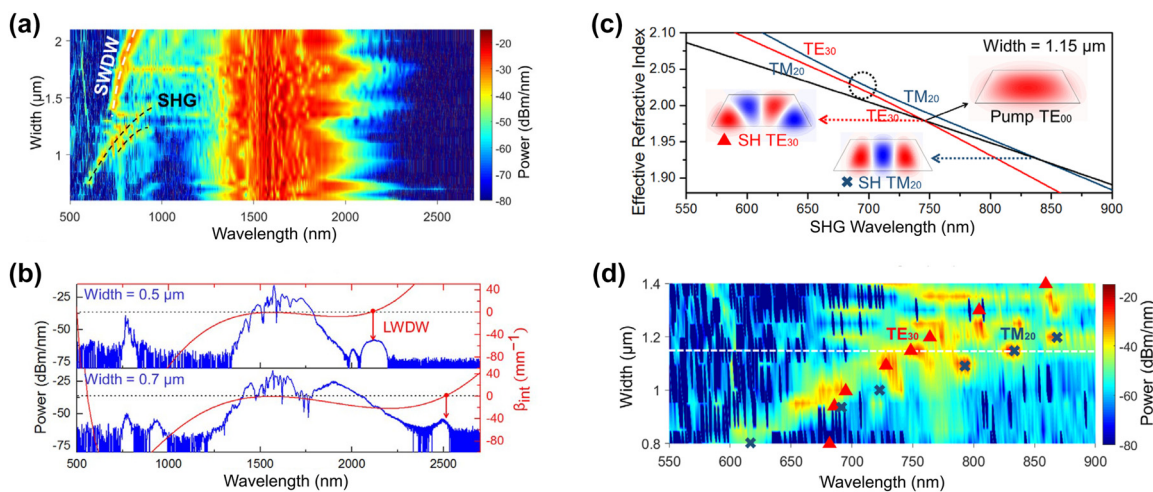 (a)
SWDW
SHG
2
1.5
1
Width (μm)
500
1000
1500
2000
2500
Wavelength (nm)
-20
-30
-40
-50
-60
-70
-80
Power (dBm/nm)
(b)
Width = 0.5 μm
LWDW
Width = 0.7 μm
-25
-50
-75
-25
-50
-75
Power (dBm/nm)
40
0
-40
-80
40
0
-40
-80
βint (mm⁻¹)
500
1000
1500
2000
2500
Wavelength (nm)
(c)
2.10
2.05
2.00
1.95
1.90
Effective Refractive Index
TE30
TM20
Width = 1.15 μm
TM20
TE30
Pump TE00
SH TE30
SH TM20
550
600
650
700
750
800
850
900
SHG Wavelength (nm)
(d)
1.4
1.2
1
0.8
Width (μm)
TE30
TM20
550
600
650
700
750
800
850
900
Wavelength (nm)
-20
-40
-60
-80
Power (dBm/nm)